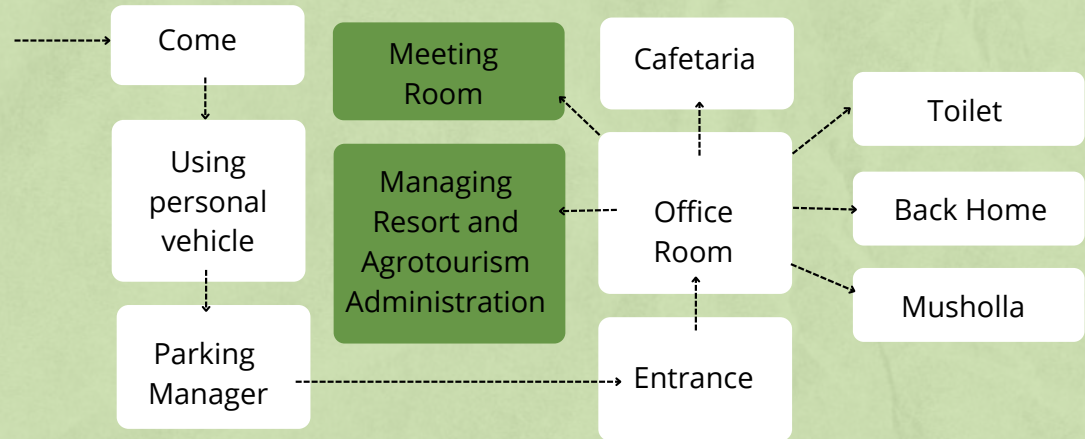 Come
Using
personal
vehicle
Parking
Manager
Meeting
Room
Managing
Resort and
Agrotourism
Administration
Cafetaria
Office
Room
Entrance
Toilet
Back Home
Musholla